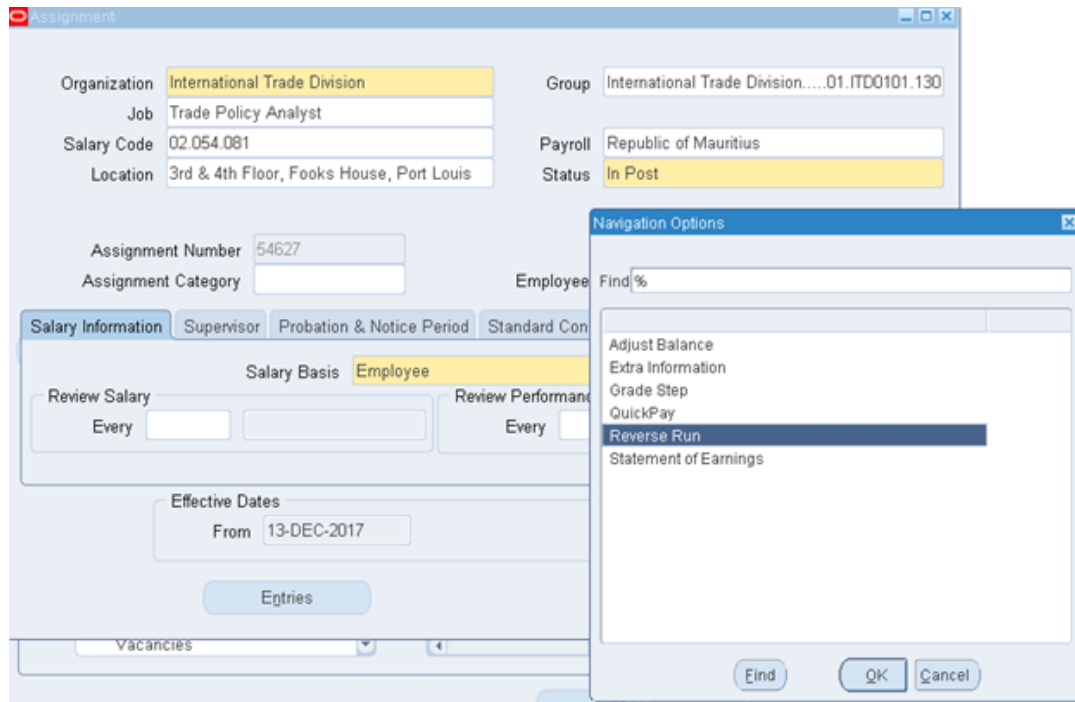 Assignment
Organization International Trade Division Group International Trade Division.....01.ITD0101.130
Job Trade Policy Analyst
Salary Code 02.054.081 Payroll Republic of Mauritius
Location 3rd & 4th Floor, Fooks House, Port Louis Status In Post
Navigation Options
Assignment Number 54627
Assignment Category Employee Find %
Salary Information Supervisor Probation & Notice Period Standard Con
Adjust Balance
Extra Information
Grade Step
QuickPay
Reverse Run
Statement of Earnings
Salary Basis Employee
Review Salary Review Performanc
Every Every
Effective Dates
From 13-DEC-2017
Entries
Vacancies
Find OK Cancel